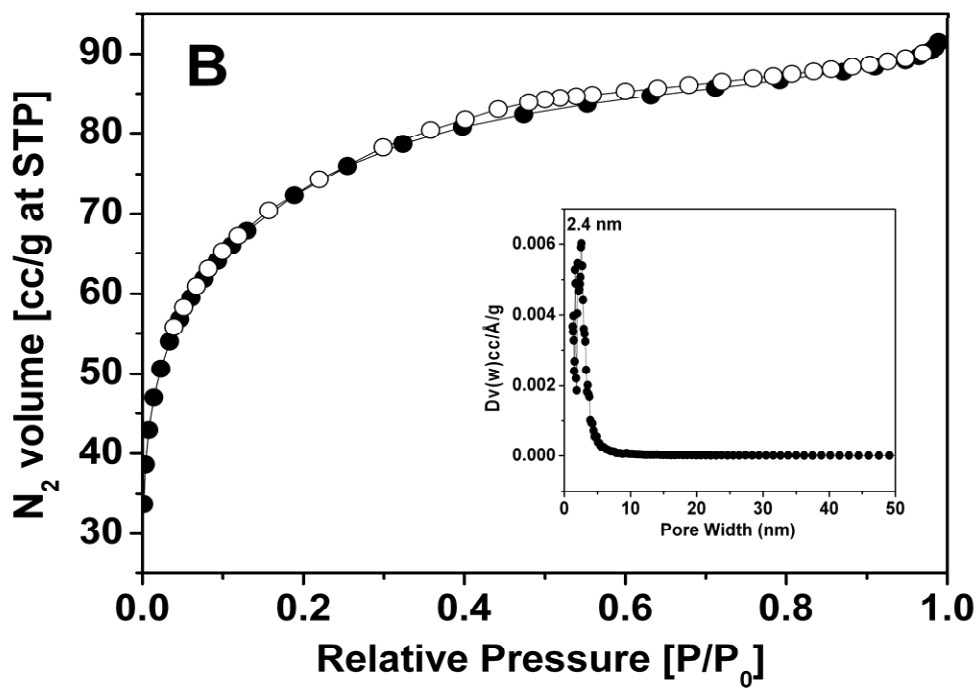 B
N₂ volume [cc/g at STP]
90
80
70
60
50
40
30
0.0 0.2 0.4 0.6 0.8 1.0
Relative Pressure [P/P₀]
2.4 nm
Dv(w)cc/Å/g
0.006
0.004
0.002
0.000
0 10 20 30 40 50
Pore Width (nm)